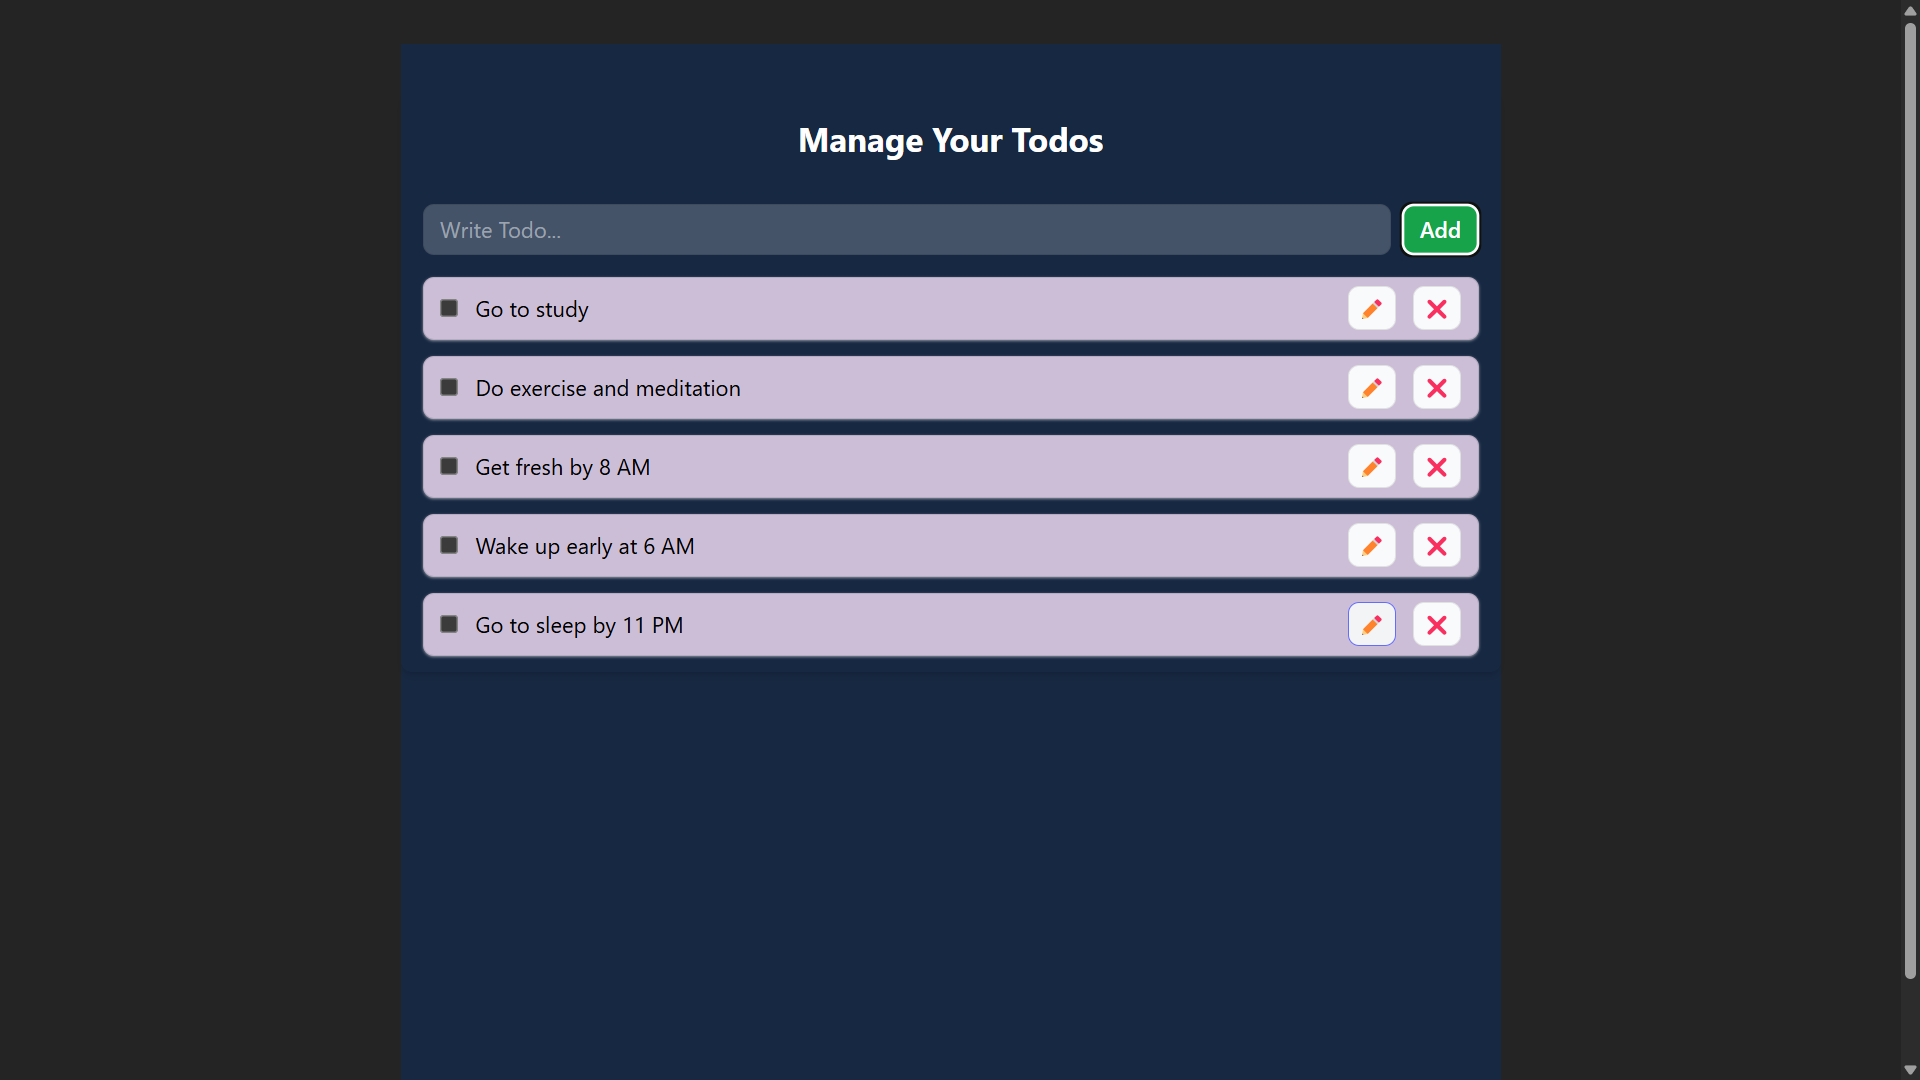 Manage Your Todos
Write Todo...
Add
Go to study
Do exercise and meditation
Get fresh by 8 AM
Wake up early at 6 AM
Go to sleep by 11 PM